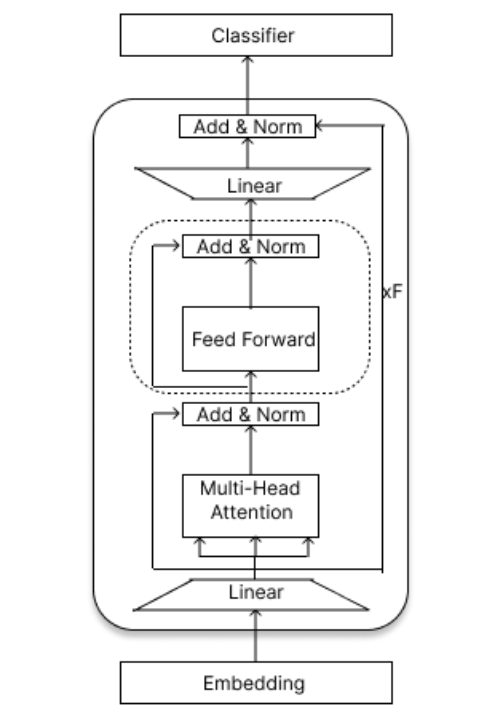 Classifier
Add & Norm
Linear
Add & Norm
xF
Feed Forward
Add & Norm
Multi-Head
Attention
Linear
Embedding